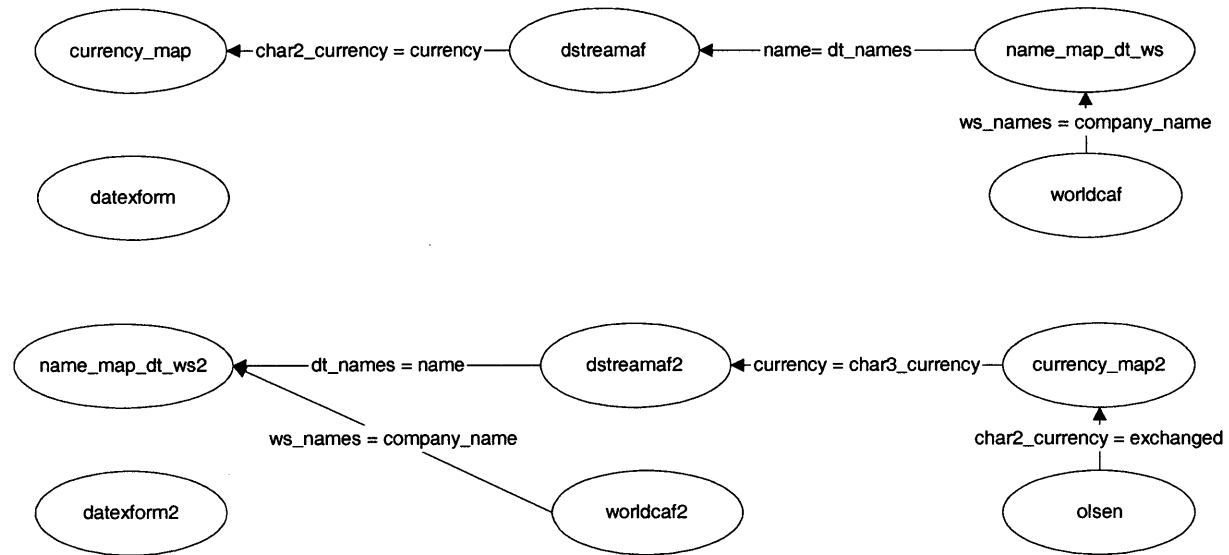 currency_map
char2_currency = currency
dstreamaf
name= dt_names
name_map_dt_ws
ws_names = company_name
datexform
worldcaf
name_map_dt_ws2
dt_names = name
dstreamaf2
currency = char3_currency
currency_map2
ws_names = company_name
char2_currency = exchanged
datexform2
worldcaf2
olsen